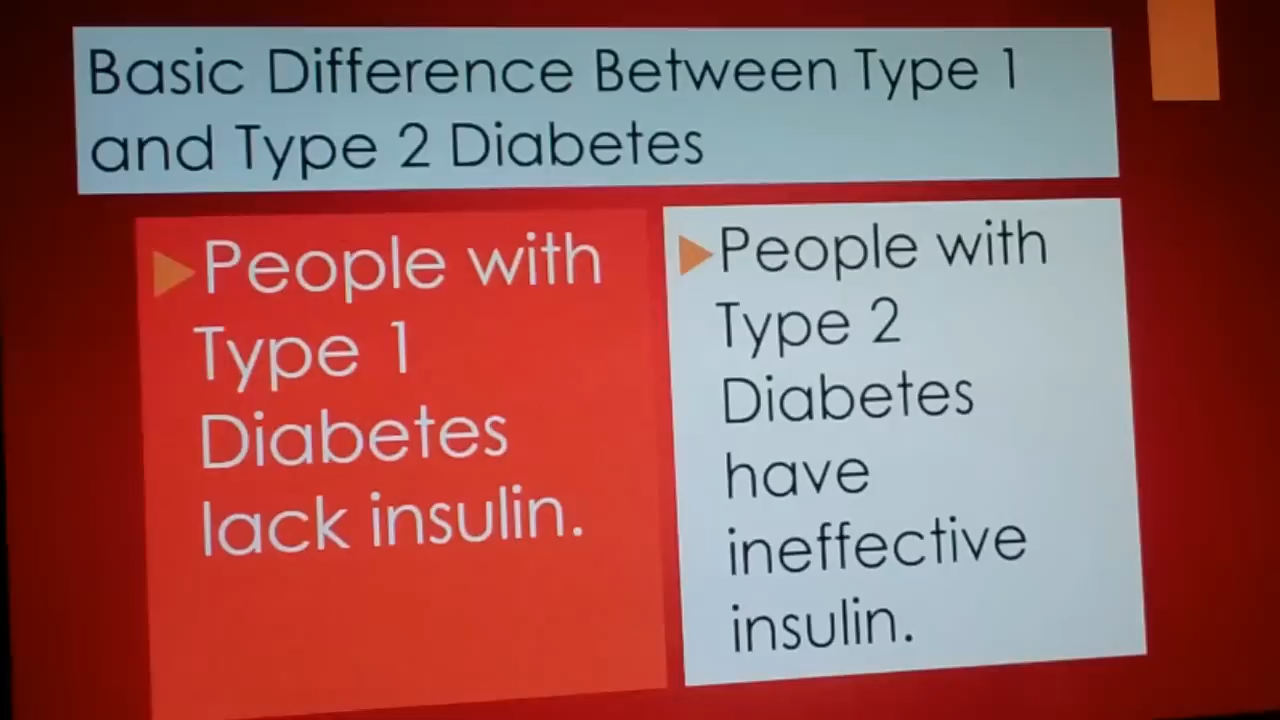 Basic Difference Between Type 1
and Type 2 Diabetes
People with
Type 1
Diabetes
lack insulin.
People with
Type 2
Diabetes
have
ineffective
insulin.